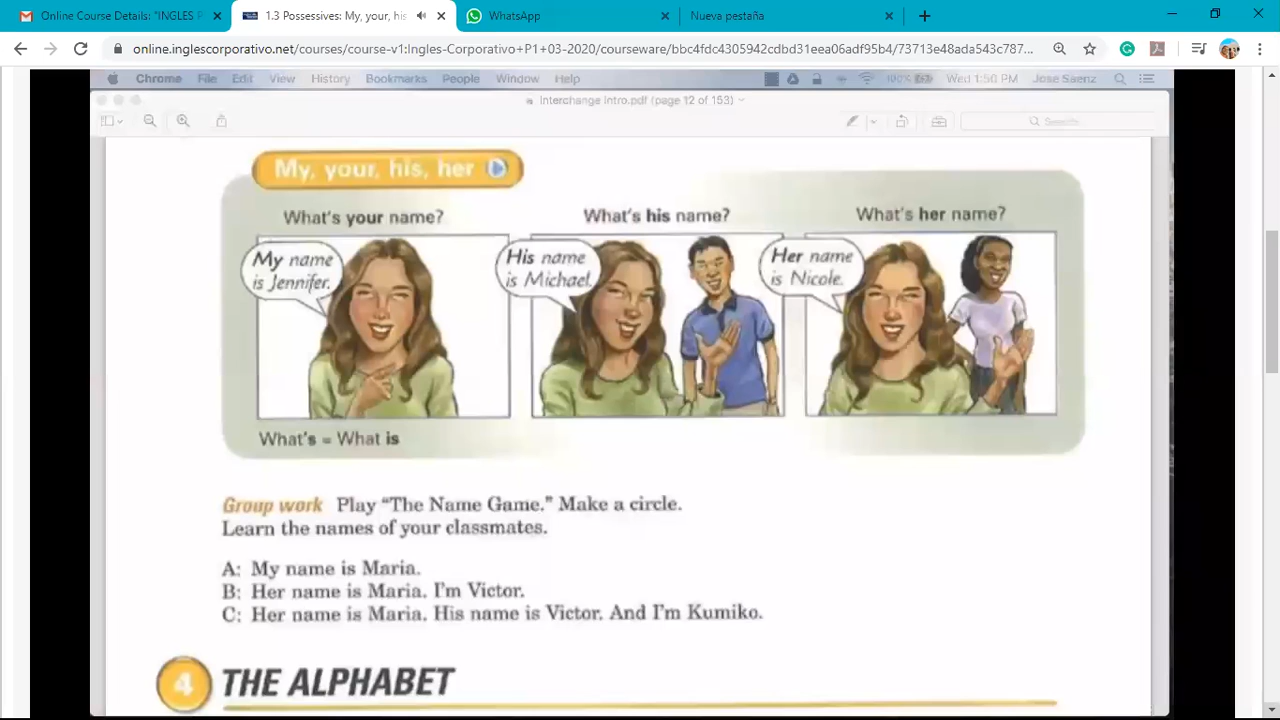 Online Course Details: "INGLES P
1.3 Possessives: My, your, his
WhatsApp
Nueva pestaña
online.inglescorporativo.net/courses/course-v1:Ingles-Corporativo+P1+03-2020/courseware/bbc4fdc4305342cdbd31eea06adf95b4/73713e48ada543c787...
Chrome File Edit View History Bookmarks People Window Help 100% Wed 1:50 PM Jose Saenz
Interchange intro.pdf (page 12 of 153)
Search
My, your, his, her
What's your name?
What's his name?
What's her name?
My name
is Jennifer.
His name
is Michael.
Her name
is Nicole.
What's = What is
Group work Play "The Name Game." Make a circle.
Learn the names of your classmates.
A: My name is Maria.
B: Her name is Maria. I'm Victor.
C: Her name is Maria. His name is Victor. And I'm Kumiko.
4 THE ALPHABET